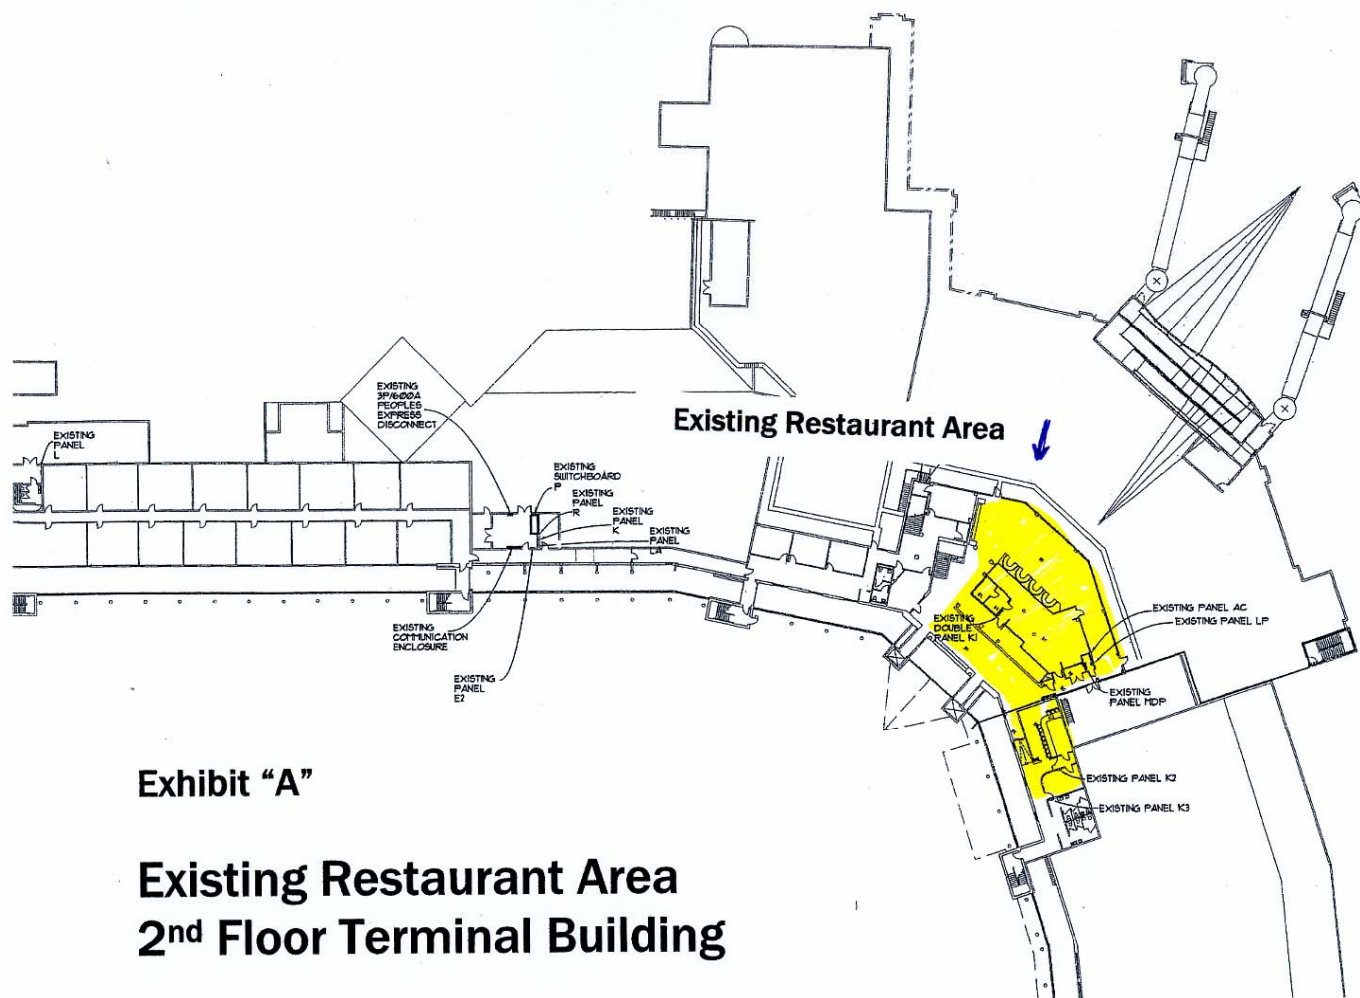 EXISTING
3P/600A
PEOPLES
EXPRESS
DISCONNECT
Existing Restaurant Area
EXISTING
PANEL
L
EXISTING
SWITCHBOARD
P
EXISTING
PANEL
R
EXISTING
PANEL
K
EXISTING
PANEL
EXISTING
COMMUNICATION
ENCLOSURE
EXISTING
PANEL
E2
EXISTING
DOUBLE
PANEL K1
EXISTING PANEL AC
EXISTING PANEL LP
EXISTING
PANEL MDP
EXISTING PANEL K2
EXISTING PANEL K3
Exhibit “A”
Existing Restaurant Area
2nd Floor Terminal Building